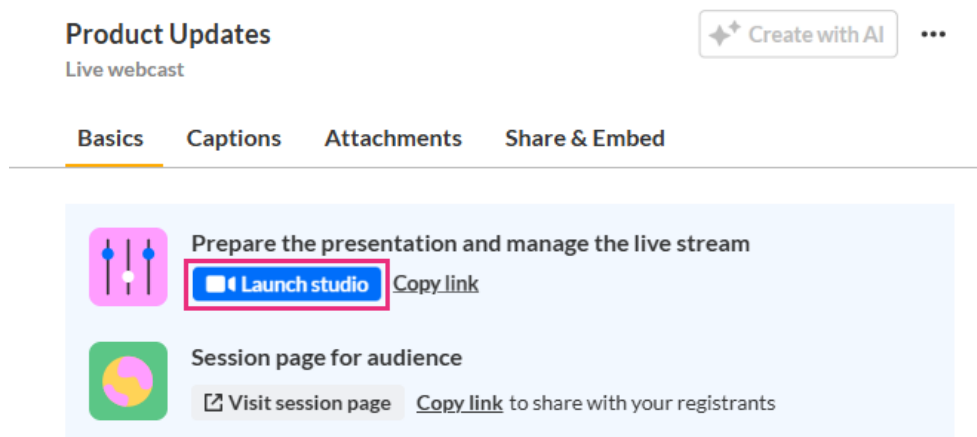 Product Updates
Create with AI
Live webcast
Basics Captions Attachments Share & Embed
Prepare the presentation and manage the live stream
Launch studio Copy link
Session page for audience
Visit session page Copy link to share with your registrants